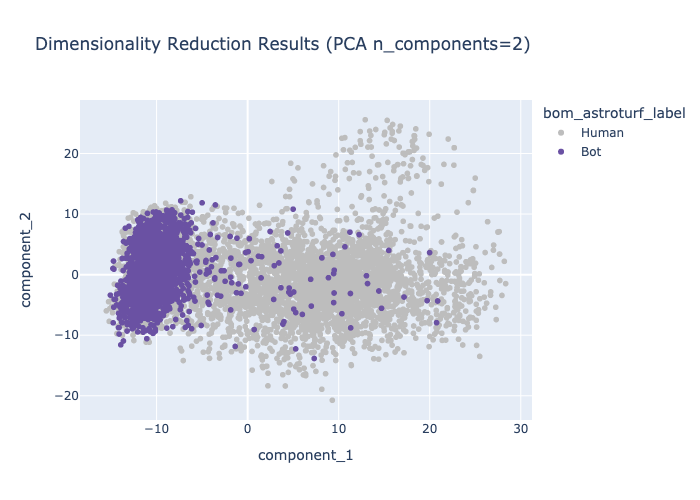 Dimensionality Reduction Results (PCA n_components=2)
bom_astroturf_label
Human
Bot
20
10
0
−10
−20
component_2
−10
0
10
20
30
component_1